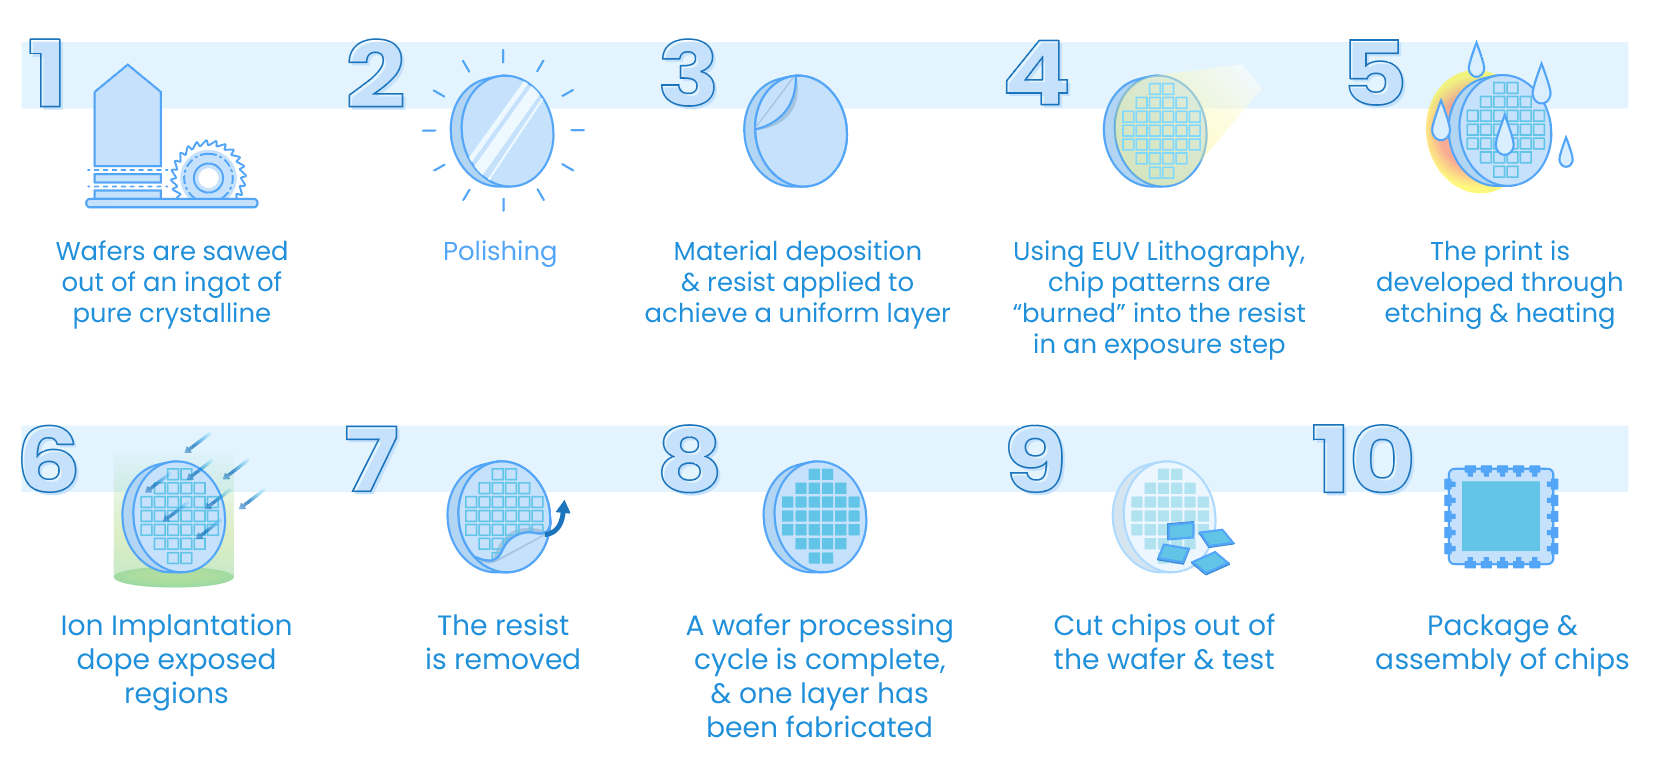 1
Wafers are sawed
out of an ingot of
pure crystalline
2
Polishing
3
Material deposition
& resist applied to
achieve a uniform layer
4
Using EUV Lithography,
chip patterns are
“burned” into the resist
in an exposure step
5
The print is
developed through
etching & heating
6
Ion Implantation
dope exposed
regions
7
The resist
is removed
8
A wafer processing
cycle is complete,
& one layer has
been fabricated
9
Cut chips out of
the wafer & test
10
Package &
assembly of chips